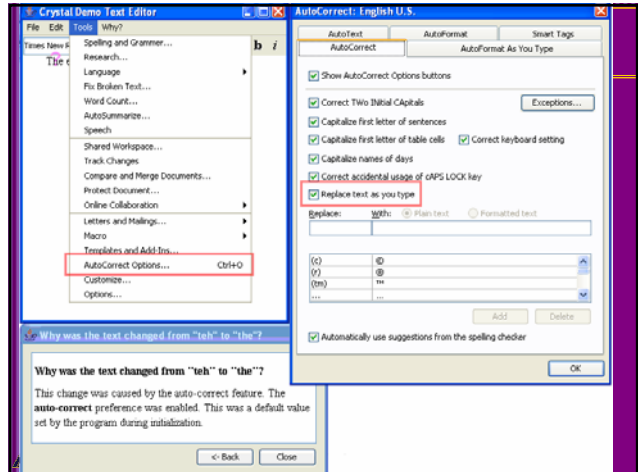 Crystal Demo Text Editor
File Edit Tools Why?
Times New R
b i
The e
Spelling and Grammer...
Research...
Language
Fix Broken Text...
Word Count...
AutoSummarize...
Speech
Shared Workspace...
Track Changes
Compare and Merge Documents...
Protect Document...
Online Collaboration
Letters and Mailings...
Macro
Templates and Add-Ins...
AutoCorrect Options... Ctrl+O
Customize...
Options...
AutoCorrect: English U.S.
AutoText AutoFormat Smart Tags
AutoCorrect AutoFormat As You Type
Show AutoCorrect Options buttons
Correct TWo INitial CApitals Exceptions...
Capitalize first letter of sentences
Capitalize first letter of table cells Correct keyboard setting
Capitalize names of days
Correct accidental usage of cAPS LOCK key
Replace text as you type
Replace: With: Plain text Formatted text
(c) ©
(r) ®
(tm) ™
... ...
Add Delete
Automatically use suggestions from the spelling checker
OK
Why was the text changed from "teh" to "the"?
Why was the text changed from "teh" to "the"?
This change was caused by the auto-correct feature. The
auto-correct preference was enabled. This was a default value
set by the program during initialization.
<- Back Close